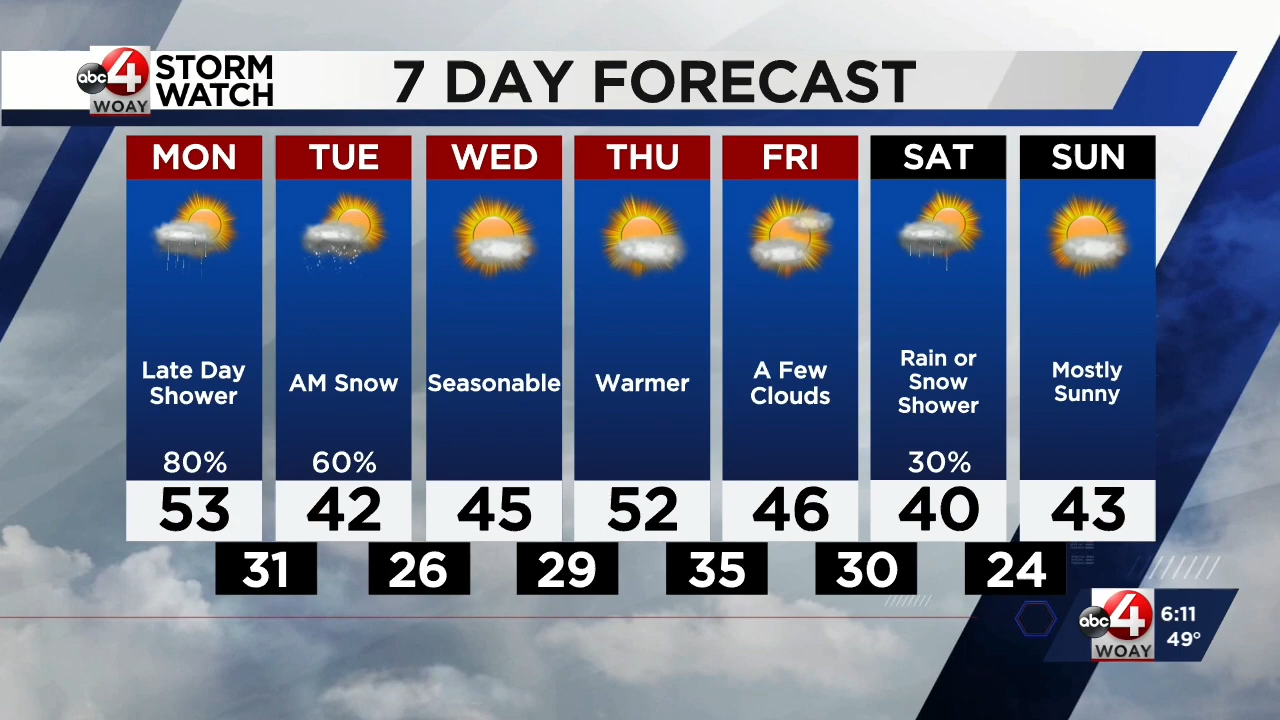 abc 4 WOAY
STORM WATCH
7 DAY FORECAST
MON TUE WED THU FRI SAT SUN
Late Day Shower
AM Snow
Seasonable
Warmer
A Few Clouds
Rain or Snow Shower
Mostly Sunny
80% 60% 30%
53 42 45 52 46 40 43
31 26 29 35 30 24
abc 4 WOAY
6:11
49°